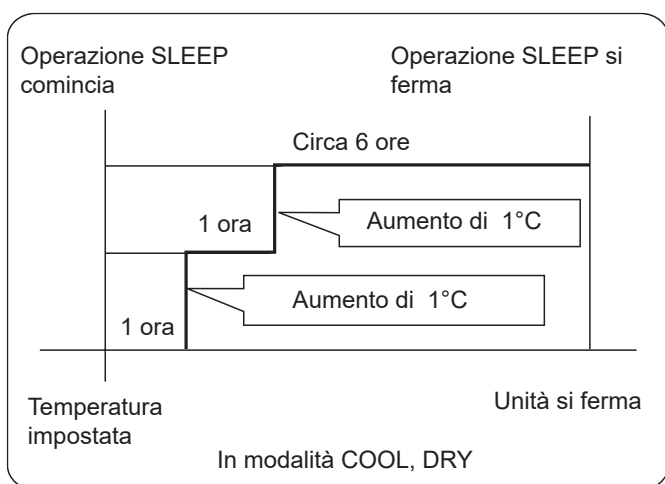 Operazione SLEEP
comincia
Operazione SLEEP si
ferma
Circa 6 ore
1 ora
Aumento di 1°C
Aumento di 1°C
1 ora
Temperatura
impostata
Unità si ferma
In modalità COOL, DRY